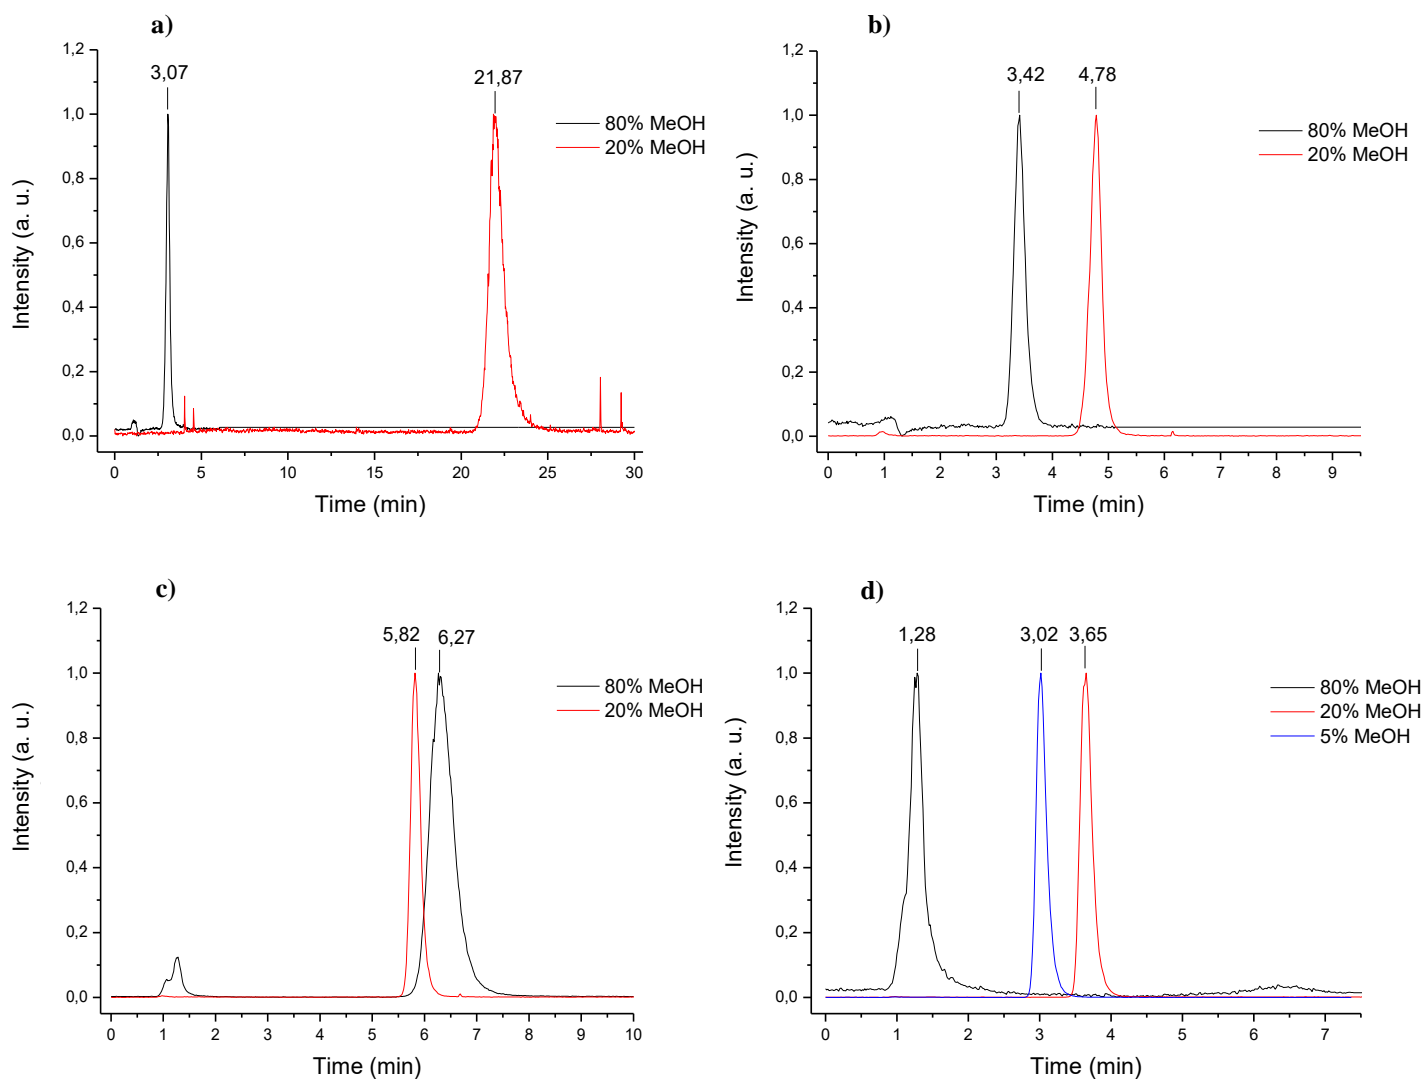 a)
1,2
3,07
21,87
1,0
80% MeOH
20% MeOH
0,8
0,6
0,4
0,2
0,0
0 5 10 15 20 25 30
Intensity (a. u.)
Time (min)
b)
1,2
3,42
4,78
1,0
80% MeOH
20% MeOH
0,8
0,6
0,4
0,2
0,0
0 1 2 3 4 5 6 7 8 9
Intensity (a. u.)
Time (min)
c)
1,2
5,82
6,27
1,0
80% MeOH
20% MeOH
0,8
0,6
0,4
0,2
0,0
0 1 2 3 4 5 6 7 8 9 10
Intensity (a. u.)
Time (min)
d)
1,2
1,28
3,02
3,65
1,0
80% MeOH
20% MeOH
5% MeOH
0,8
0,6
0,4
0,2
0,0
0 1 2 3 4 5 6 7
Intensity (a. u.)
Time (min)